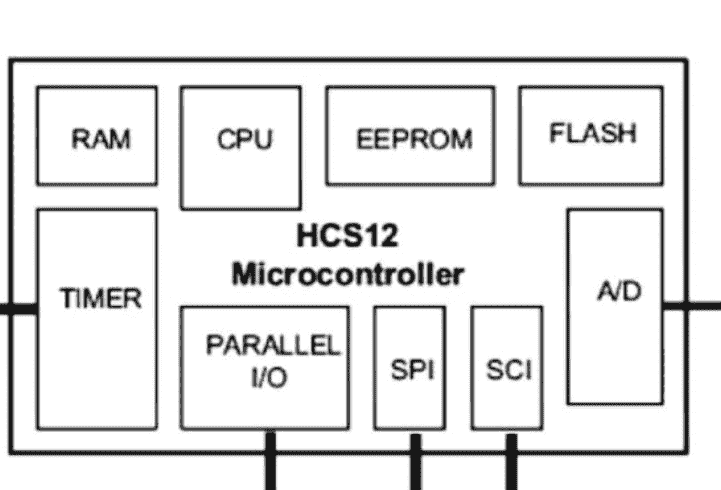 RAM
CPU
EEPROM
FLASH
HCS12
Microcontroller
TIMER
A/D
PARALLEL
I/O
SPI
SCI